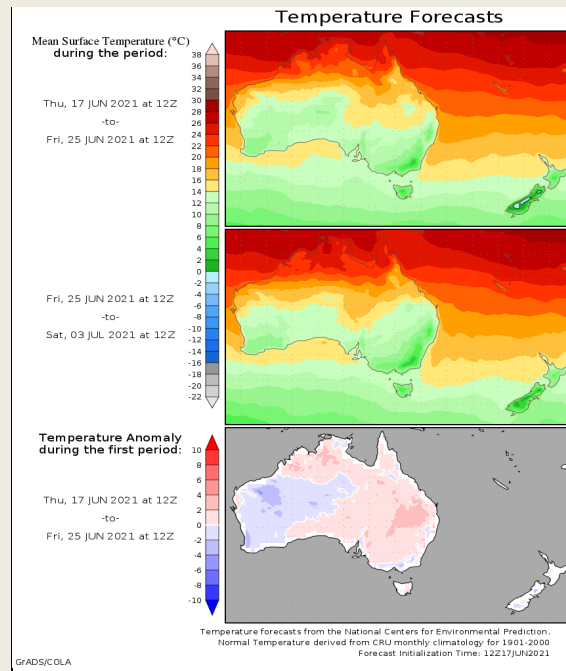 Temperature Forecasts
Mean Surface Temperature (°C)
during the period:
38
36
34
32
30
28
26
24
22
20
18
16
14
12
10
8
6
4
2
0
-2
-4
-6
-8
-10
-12
-14
-16
-18
-20
-22
Thu, 17 JUN 2021 at 12Z
-to-
Fri, 25 JUN 2021 at 12Z
Fri, 25 JUN 2021 at 12Z
-to-
Sat, 03 JUL 2021 at 12Z
Temperature Anomaly
during the first period:
10
8
6
4
2
0
-2
-4
-6
-8
-10
Thu, 17 JUN 2021 at 12Z
-to-
Fri, 25 JUN 2021 at 12Z
Temperature forecasts from the National Centers for Environmental Prediction.
Normal Temperature derived from CRU monthly climatology for 1901-2000
Forecast Initialization Time: 12Z17JUN2021
GrADS/COLA